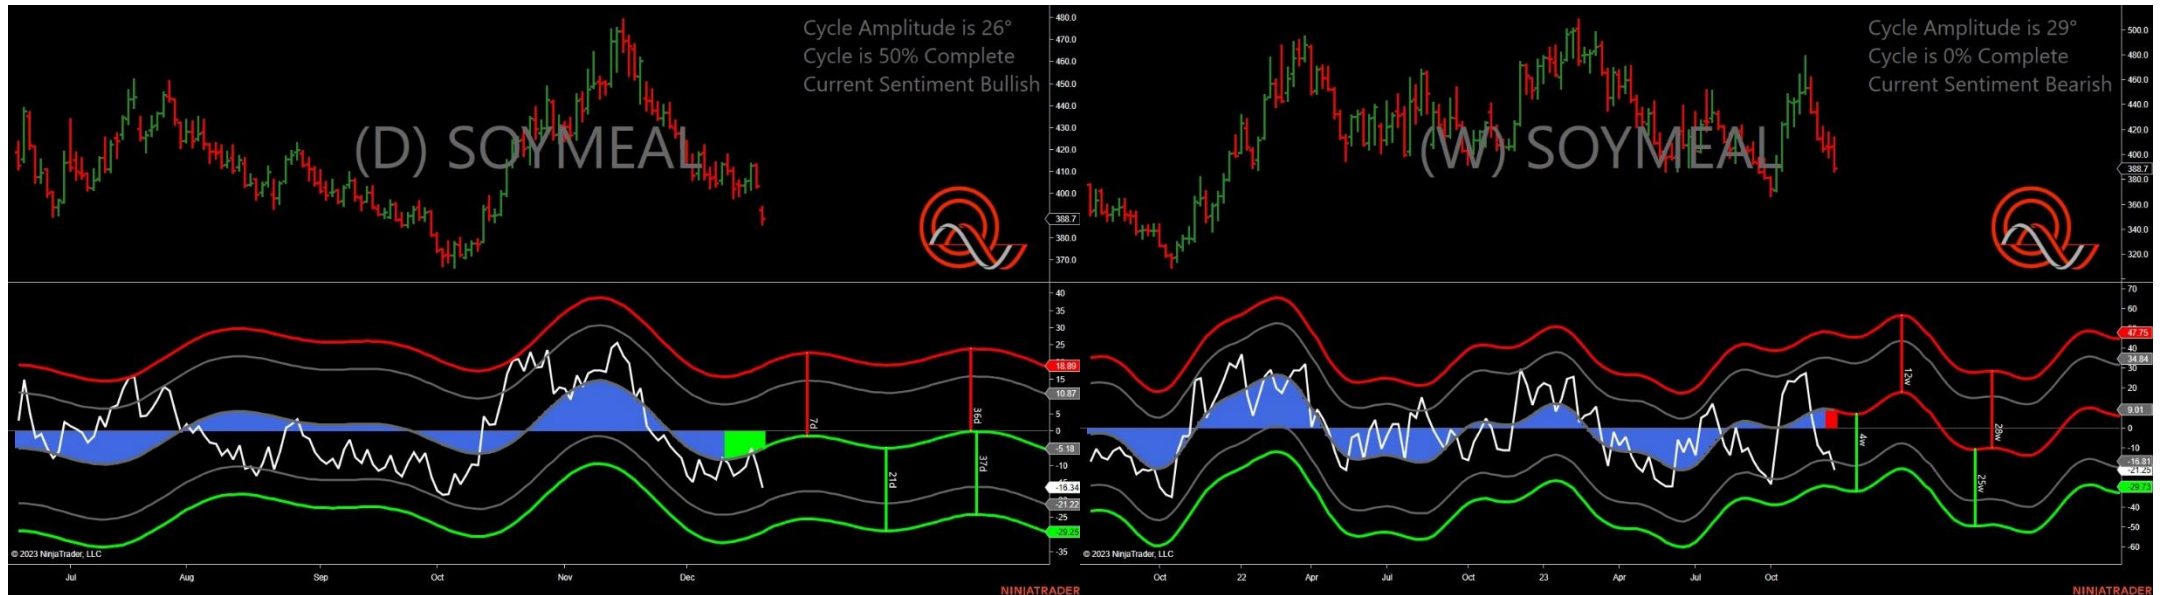 Cycle Amplitude is 26°
Cycle is 50% Complete
Current Sentiment Bullish
(D) SOYMEAL
480.0
470.0
460.0
450.0
440.0
430.0
420.0
410.0
400.0
388.7
380.0
370.0
40
35
30
25
18.89
15
10.87
5
0
-5.18
-10
-16.34
-21.22
-25
-29.25
-35
7d
21d
36d
37d
© 2023 NinjaTrader, LLC
Jul
Aug
Sep
Oct
Nov
Dec
NINJATRADER
Cycle Amplitude is 29°
Cycle is 0% Complete
Current Sentiment Bearish
(W) SOYMEAL
500.0
480.0
460.0
440.0
420.0
400.0
388.7
380.0
360.0
340.0
320.0
70
60
47.75
40
34.84
30
20
9.01
0
-10
-16.81
-21.25
-29.73
-40
-50
-60
4w
12w
25w
28w
© 2023 NinjaTrader, LLC
Oct
22
Apr
Jul
Oct
23
Apr
Jul
Oct
NINJATRADER